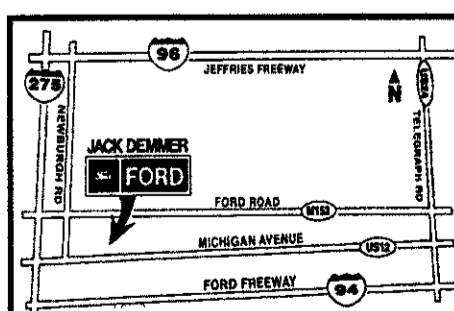 96
JEFFRIES FREEWAY
275
NEWBURGH RD
N
US24
TELEGRAPH RD
JACK DEMMER
FORD
FORD ROAD
M153
MICHIGAN AVENUE
US12
FORD FREEWAY
94